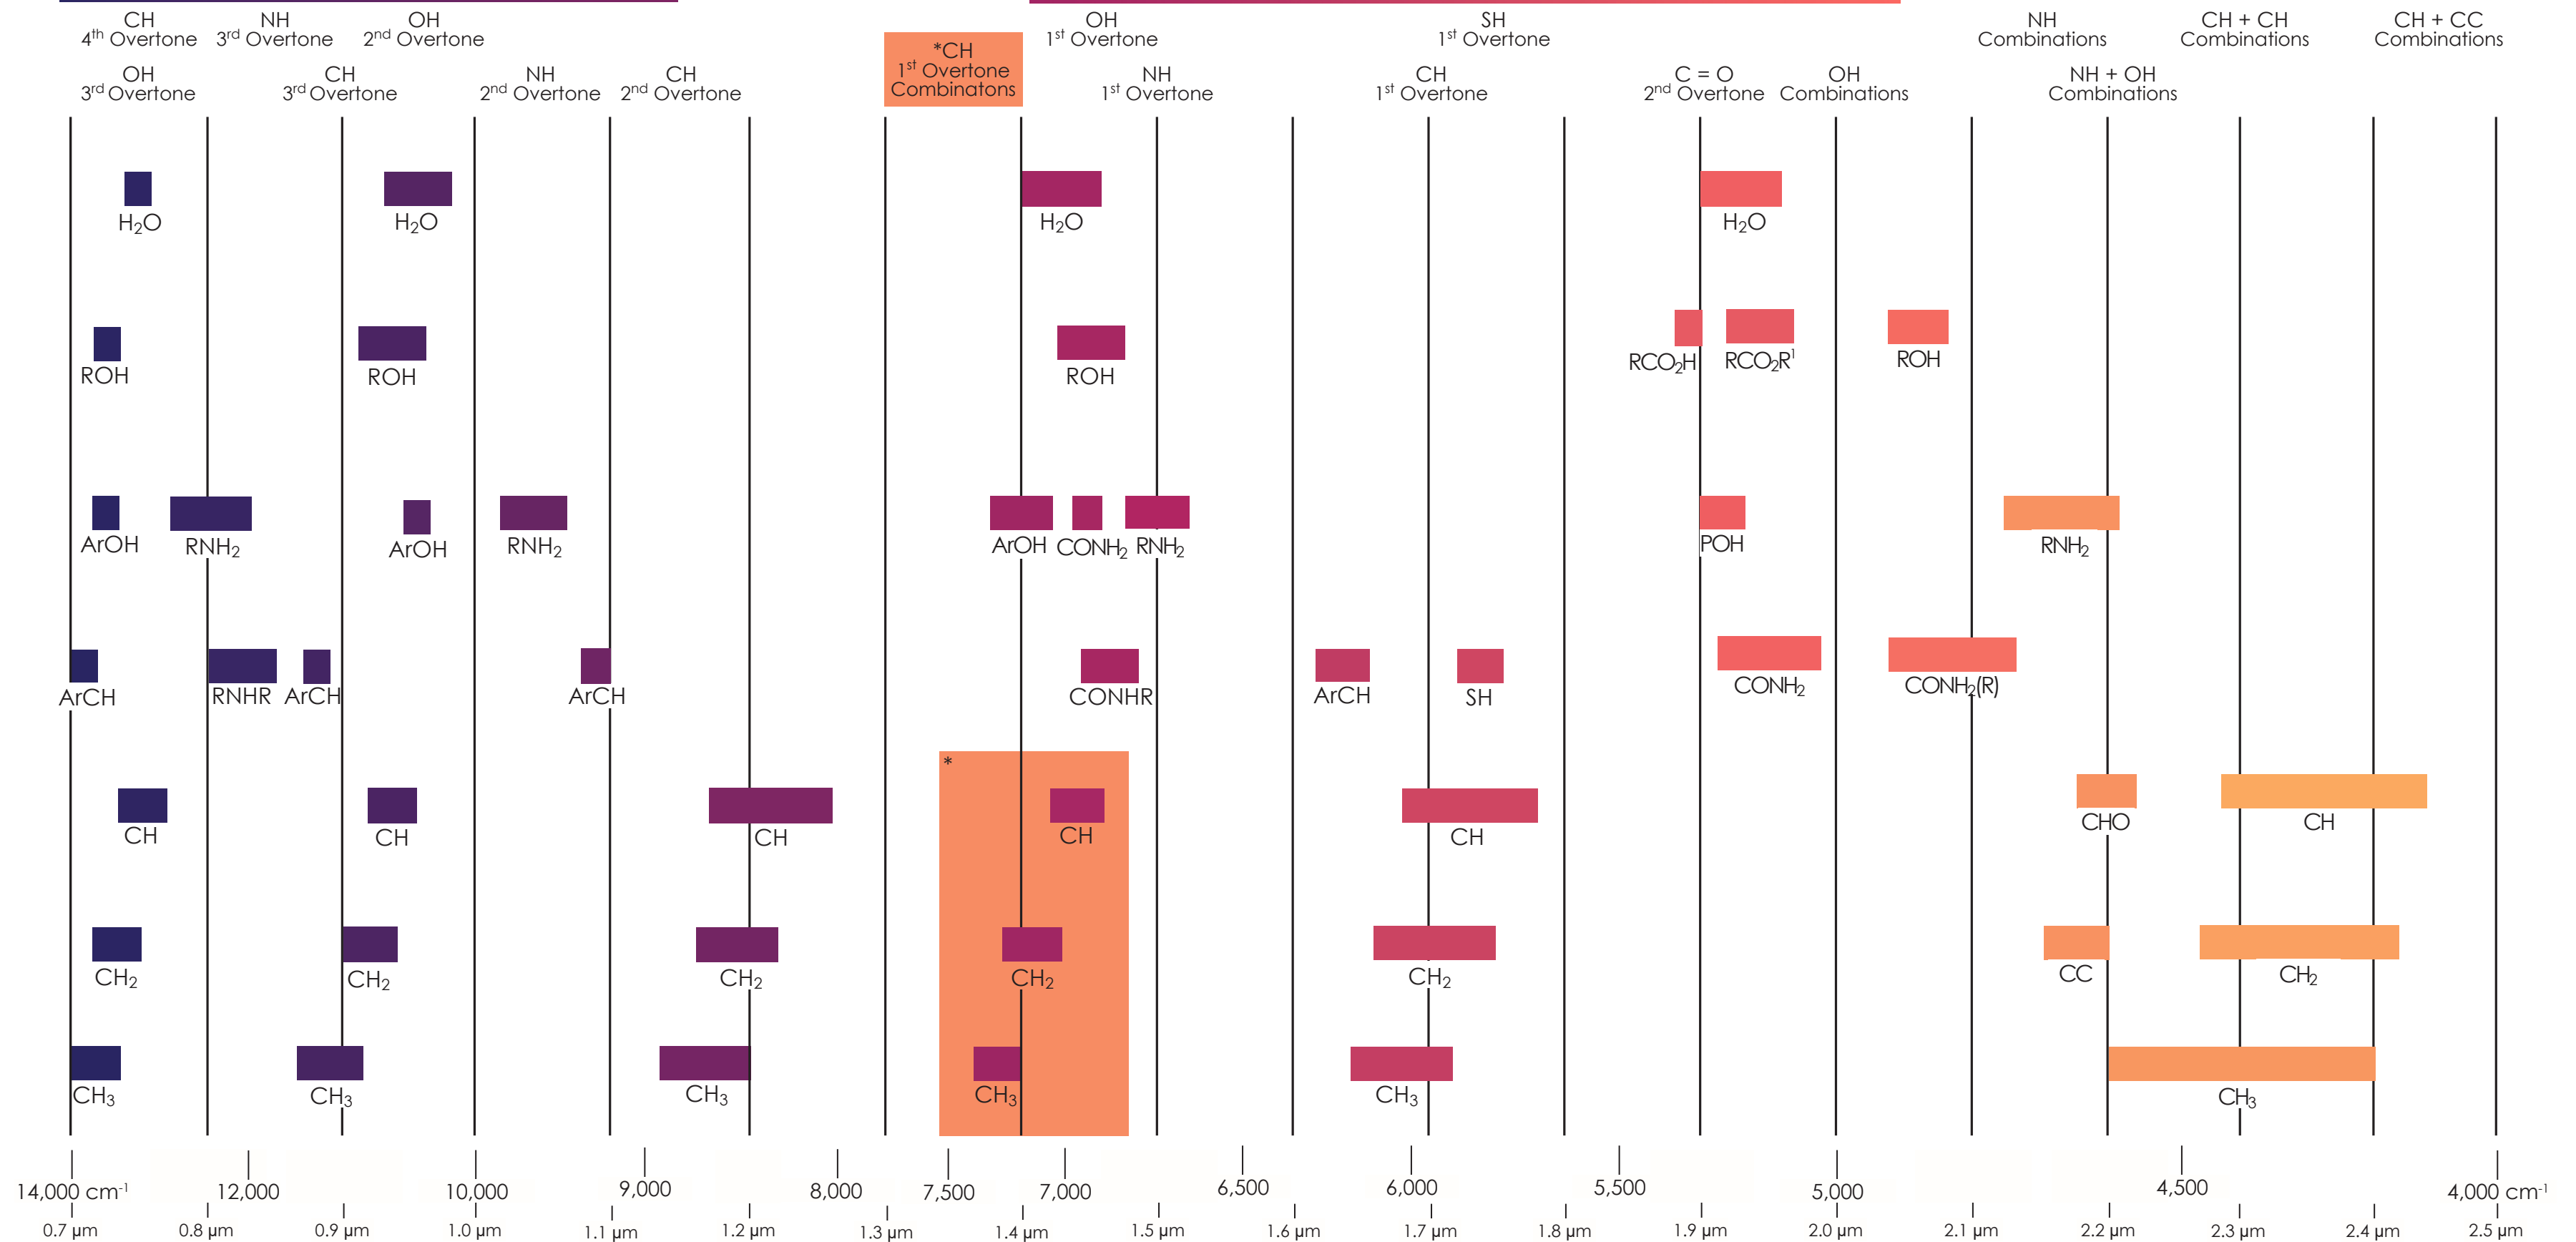 CH NH OH OH SH NH CH + CH CH + CC
4th Overtone 3rd Overtone 2nd Overtone 1st Overtone 1st Overtone Combinations Combinations Combinations
*CH
1st Overtone
Combinatons
OH CH NH CH NH CH C = O OH NH + OH
3rd Overtone 3rd Overtone 2nd Overtone 2nd Overtone 1st Overtone 1st Overtone 2nd Overtone Combinations Combinations
H2O H2O H2O H2O
ROH ROH ROH RCO2H RCO2R1 ROH
ArOH RNH2 ArOH RNH2 ArOH CONH2 RNH2 POH RNH2
ArCH RNHR ArCH ArCH CONHR ArCH SH CONH2 CONH2(R)
*
CH CH CH CH CH CHO CH
CH2 CH2 CH2 CH2 CH2 CC CH2
CH3 CH3 CH3 CH3 CH3 CH3
14,000 cm-1 12,000 10,000 9,000 8,000 7,500 7,000 6,500 6,000 5,500 5,000 4,500 4,000 cm-1
0.7 µm 0.8 µm 0.9 µm 1.0 µm 1.1 µm 1.2 µm 1.3 µm 1.4 µm 1.5 µm 1.6 µm 1.7 µm 1.8 µm 1.9 µm 2.0 µm 2.1 µm 2.2 µm 2.3 µm 2.4 µm 2.5 µm